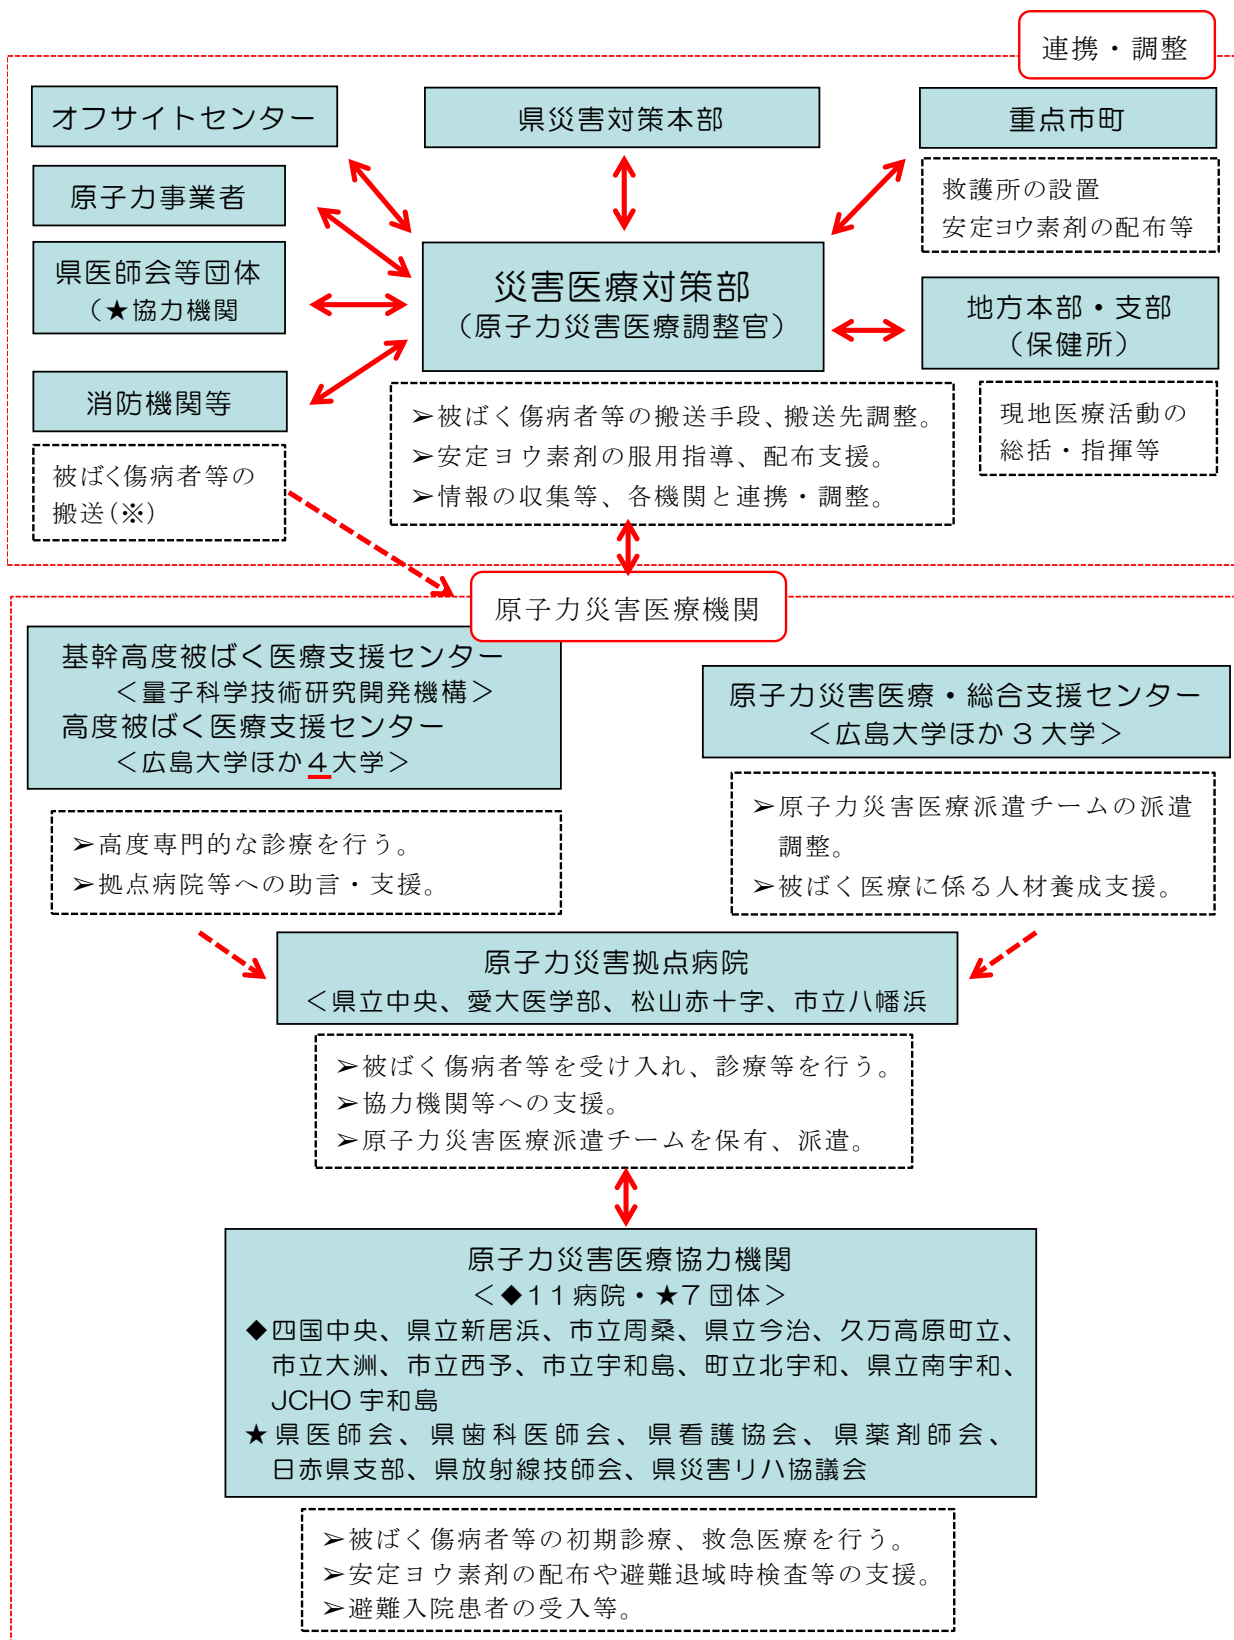 連携・調整
オフサイトセンター
県災害対策本部
重点市町
原子力事業者
救護所の設置
安定ヨウ素剤の配布等
県医師会等団体
（★協力機関
災害医療対策部
（原子力災害医療調整官）
地方本部・支部
（保健所）
消防機関等
被ばく傷病者等の
搬送(※)
➢被ばく傷病者等の搬送手段、搬送先調整。
➢安定ヨウ素剤の服用指導、配布支援。
➢情報の収集等、各機関と連携・調整。
現地医療活動の
総括・指揮等
原子力災害医療機関
基幹高度被ばく医療支援センター
＜量子科学技術研究開発機構＞
高度被ばく医療支援センター
＜広島大学ほか4大学＞
原子力災害医療・総合支援センター
＜広島大学ほか 3 大学＞
➢高度専門的な診療を行う。
➢拠点病院等への助言・支援。
➢原子力災害医療派遣チームの派遣
調整。
➢被ばく医療に係る人材養成支援。
原子力災害拠点病院
＜県立中央、愛大医学部、松山赤十字、市立八幡浜
➢被ばく傷病者等を受け入れ、診療等を行う。
➢協力機関等への支援。
➢原子力災害医療派遣チームを保有、派遣。
原子力災害医療協力機関
＜◆１１病院・★７団体＞
◆四国中央、県立新居浜、市立周桑、県立今治、久万高原町立、
市立大洲、市立西予、市立宇和島、町立北宇和、県立南宇和、
JCHO 宇和島
★県医師会、県歯科医師会、県看護協会、県薬剤師会、
日赤県支部、県放射線技師会、県災害リハ協議会
➢被ばく傷病者等の初期診療、救急医療を行う。
➢安定ヨウ素剤の配布や避難退域時検査等の支援。
➢避難入院患者の受入等。